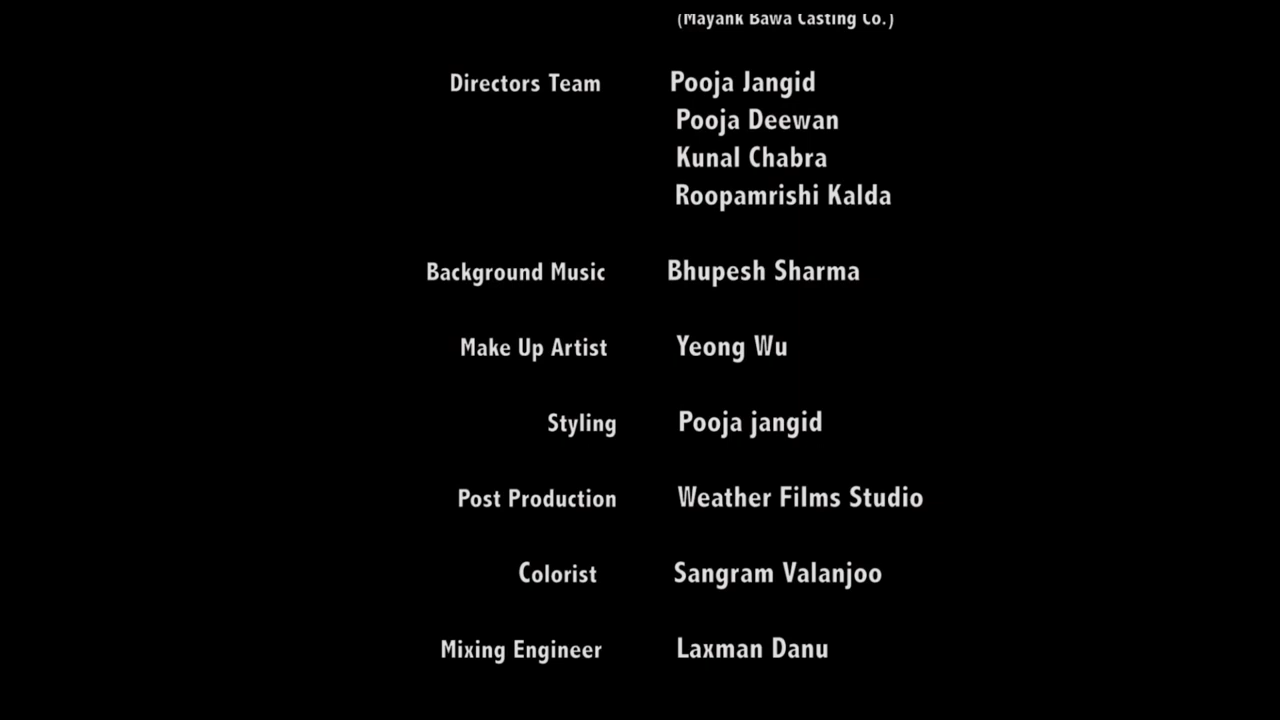 (Mayank Bawa Casting Co.)
Directors Team Pooja Jangid
Pooja Deewan
Kunal Chabra
Roopamrishi Kalda
Background Music Bhupesh Sharma
Make Up Artist Yeong Wu
Styling Pooja jangid
Post Production Weather Films Studio
Colorist Sangram Valanjoo
Mixing Engineer Laxman Danu